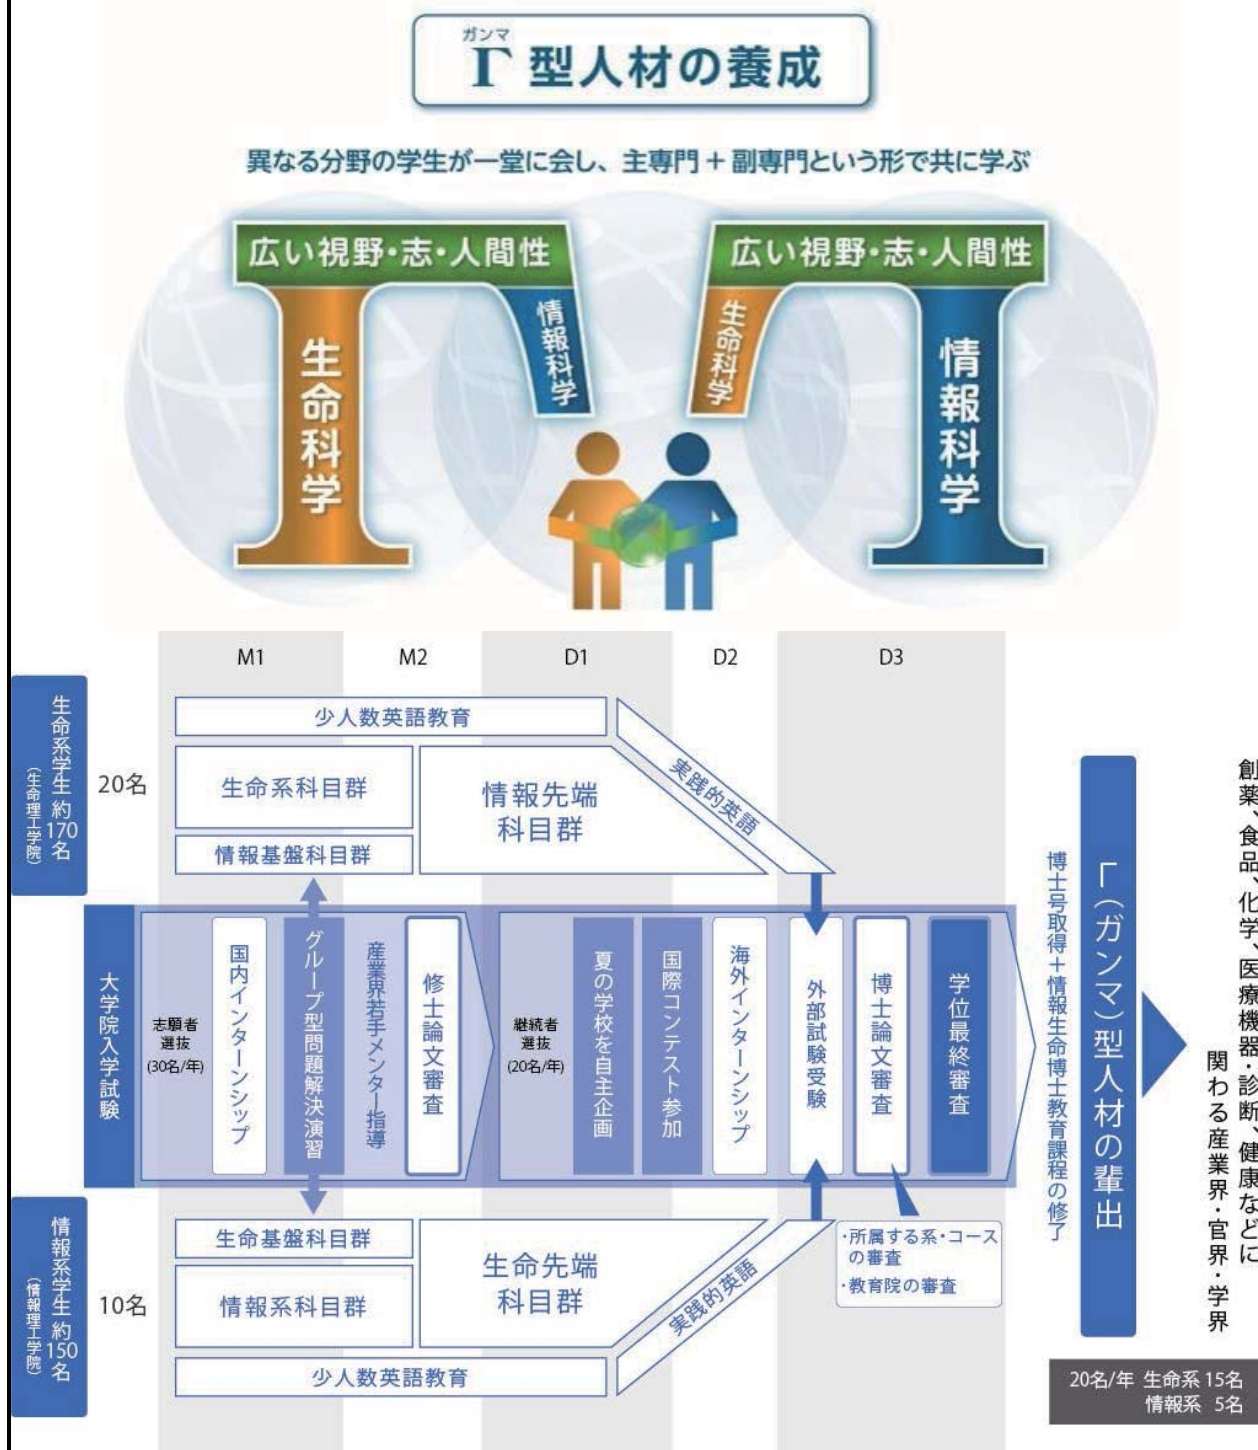 ガンマ
Γ型人材の養成
異なる分野の学生が一堂に会し、主専門＋副専門という形で共に学ぶ
広い視野・志・人間性
広い視野・志・人間性
生命科学
情報科学
生命科学
情報科学
M1
M2
D1
D2
D3
生命系学生 約170名
（生命理工学院）
20名
少人数英語教育
生命系科目群
情報基盤科目群
情報先端
科目群
実践的英語
大学院入学試験
志願者
選抜
(30名/年)
国内インターンシップ
グループ型問題解決演習
産業界若手メンター指導
修士論文審査
継続者
選抜
(20名/年)
夏の学校を自主企画
国際コンテスト参加
海外インターンシップ
外部試験受験
博士論文審査
学位最終審査
・所属する系・コース
の審査
・教育院の審査
情報系学生 約150名
（情報理工学院）
10名
生命基盤科目群
情報系科目群
生命先端
科目群
実践的英語
少人数英語教育
博士号取得＋情報生命博士教育課程の修了
Γ（ガンマ）型人材の輩出
創薬、食品、化学、医療機器・診断、健康などに
関わる産業界・官界・学界
20名/年 生命系 15名
情報系 5名